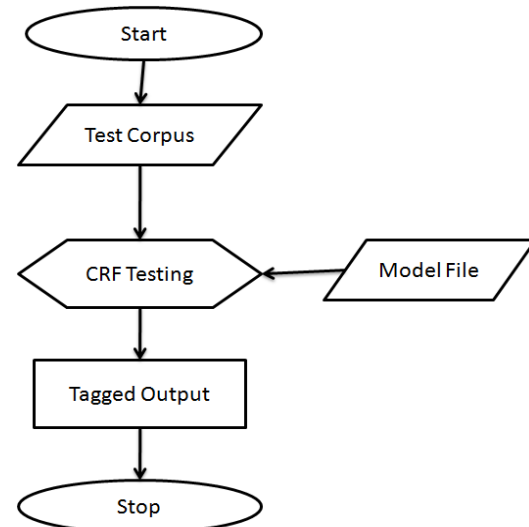 Start
Test Corpus
CRF Testing
Model File
Tagged Output
Stop